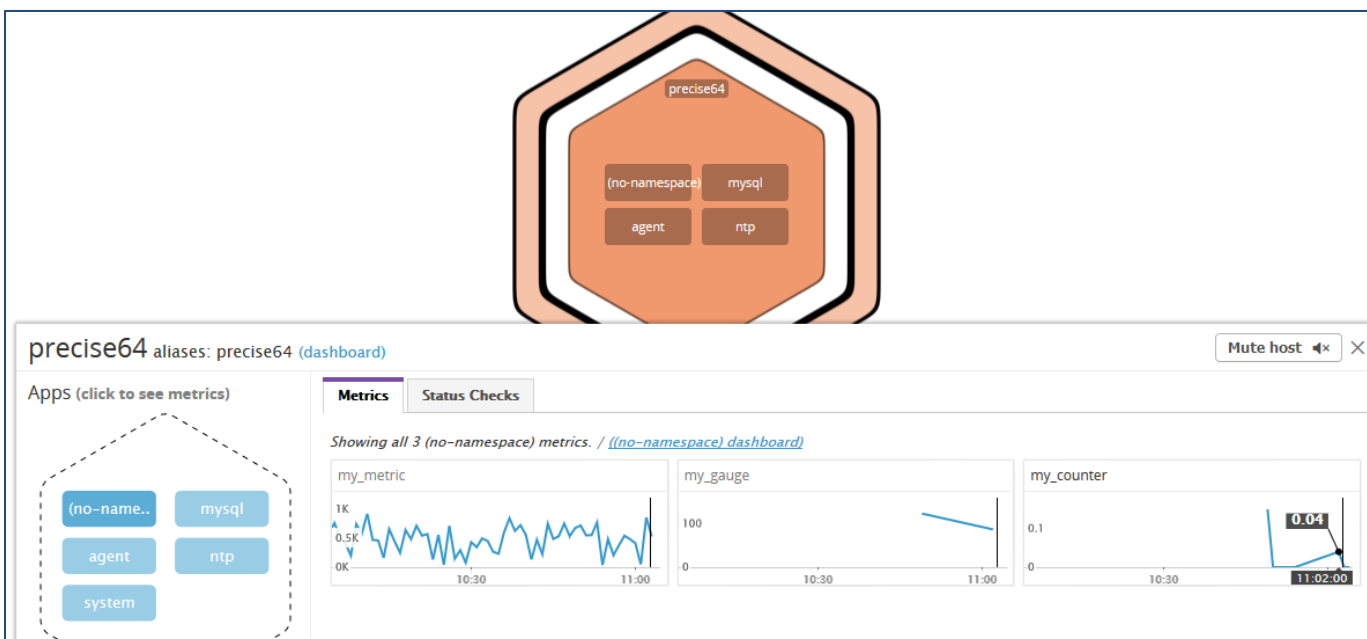 precise64
(no-namespace) mysql
agent ntp
precise64 aliases: precise64 (dashboard)
Mute host
Apps (click to see metrics)
(no-name.. mysql
agent ntp
system
Metrics Status Checks
Showing all 3 (no-namespace) metrics. / ((no-namespace) dashboard)
my_metric
1K
0.5K
0K
10:30 11:00
my_gauge
100
0
10:30 11:00
my_counter
0.1
0
0.04
10:30 11:02:00